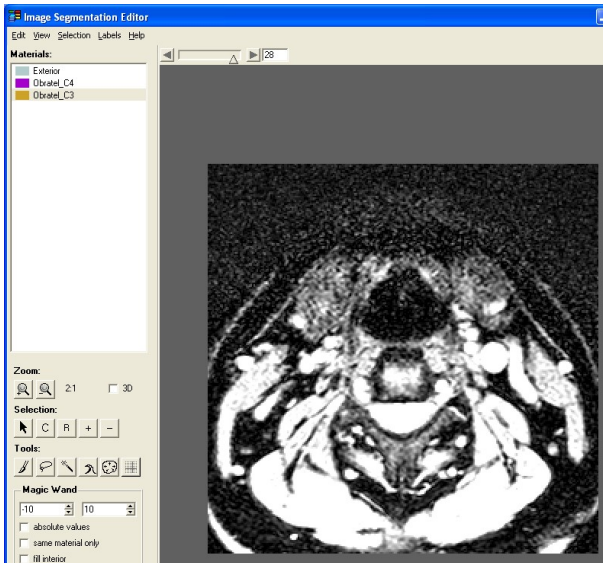 Image Segmentation Editor
Edit View Selection Labels Help
Materials:
28
Exterior
Obratel_C4
Obratel_C3
Zoom:
2:1 3D
Selection:
C R + -
Tools:
Magic Wand
-10 10
absolute values
same material only
fill interior